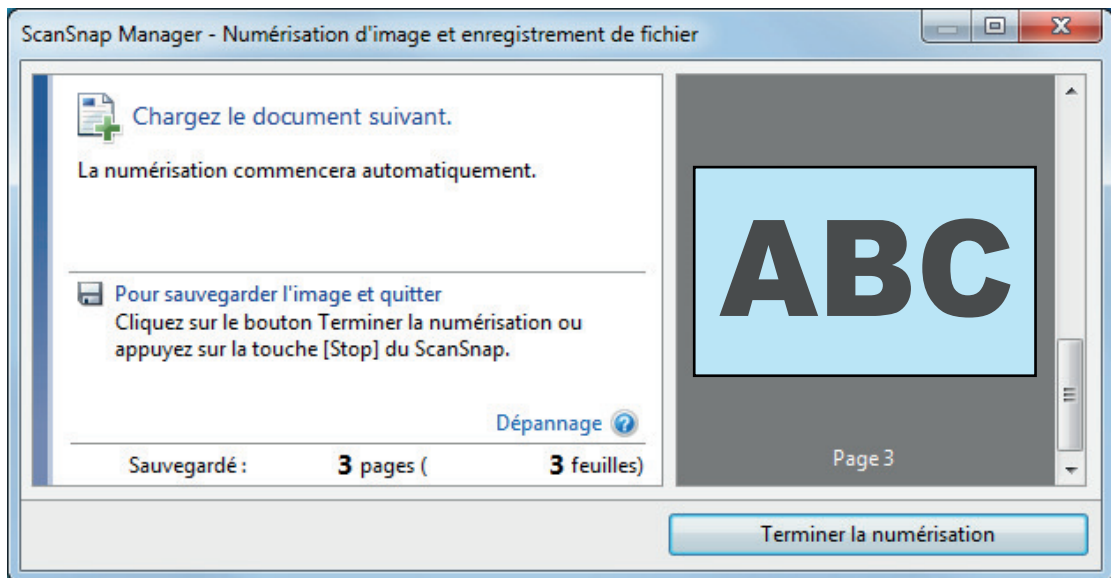 ScanSnap Manager - Numérisation d'image et enregistrement de fichier
Chargez le document suivant.
La numérisation commencera automatiquement.
Pour sauvegarder l'image et quitter
Cliquez sur le bouton Terminer la numérisation ou
appuyez sur la touche [Stop] du ScanSnap.
Dépannage
Sauvegardé : 3 pages ( 3 feuilles)
ABC
Page 3
Terminer la numérisation